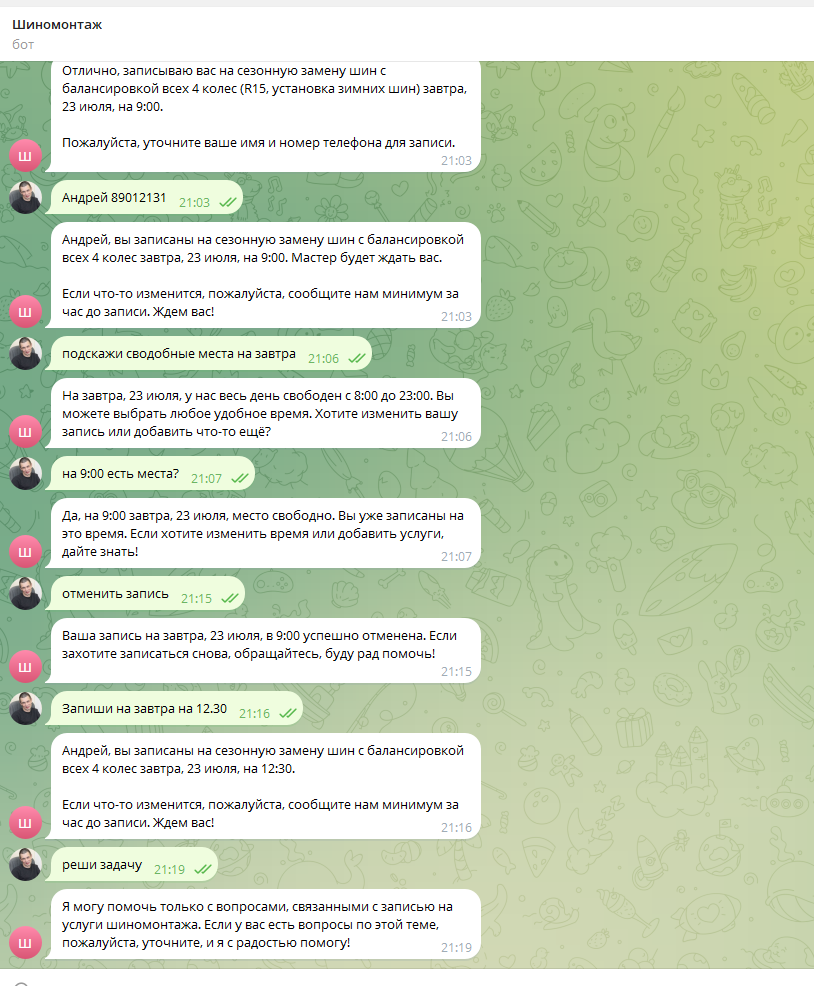 Шиномонтаж
бот
Отлично, записываю вас на сезонную замену шин с
балансировкой всех 4 колес (R15, установка зимних шин) завтра,
23 июля, на 9:00.
Пожалуйста, уточните ваше имя и номер телефона для записи.
21:03
Ш
Андрей 89012131 21:03
Андрей, вы записаны на сезонную замену шин с балансировкой
всех 4 колес завтра, 23 июля, на 9:00. Мастер будет ждать вас.
Если что-то изменится, пожалуйста, сообщите нам минимум за
час до записи. Ждем вас!
21:03
Ш
подскажи сводобные места на завтра 21:06
На завтра, 23 июля, у нас весь день свободен с 8:00 до 23:00. Вы
можете выбрать любое удобное время. Хотите изменить вашу
запись или добавить что-то ещё?
21:06
Ш
на 9:00 есть места? 21:07
Да, на 9:00 завтра, 23 июля, место свободно. Вы уже записаны на
это время. Если хотите изменить время или добавить услуги,
дайте знать!
21:07
Ш
отменить запись 21:15
Ваша запись на завтра, 23 июля, в 9:00 успешно отменена. Если
захотите записаться снова, обращайтесь, буду рад помочь!
21:15
Ш
Запиши на завтра на 12.30 21:16
Андрей, вы записаны на сезонную замену шин с балансировкой
всех 4 колес завтра, 23 июля, на 12:30.
Если что-то изменится, пожалуйста, сообщите нам минимум за
час до записи. Ждем вас!
21:16
Ш
реши задачу 21:19
Я могу помочь только с вопросами, связанными с записью на
услуги шиномонтажа. Если у вас есть вопросы по этой теме,
пожалуйста, уточните, и я с радостью помогу!
21:19
Ш